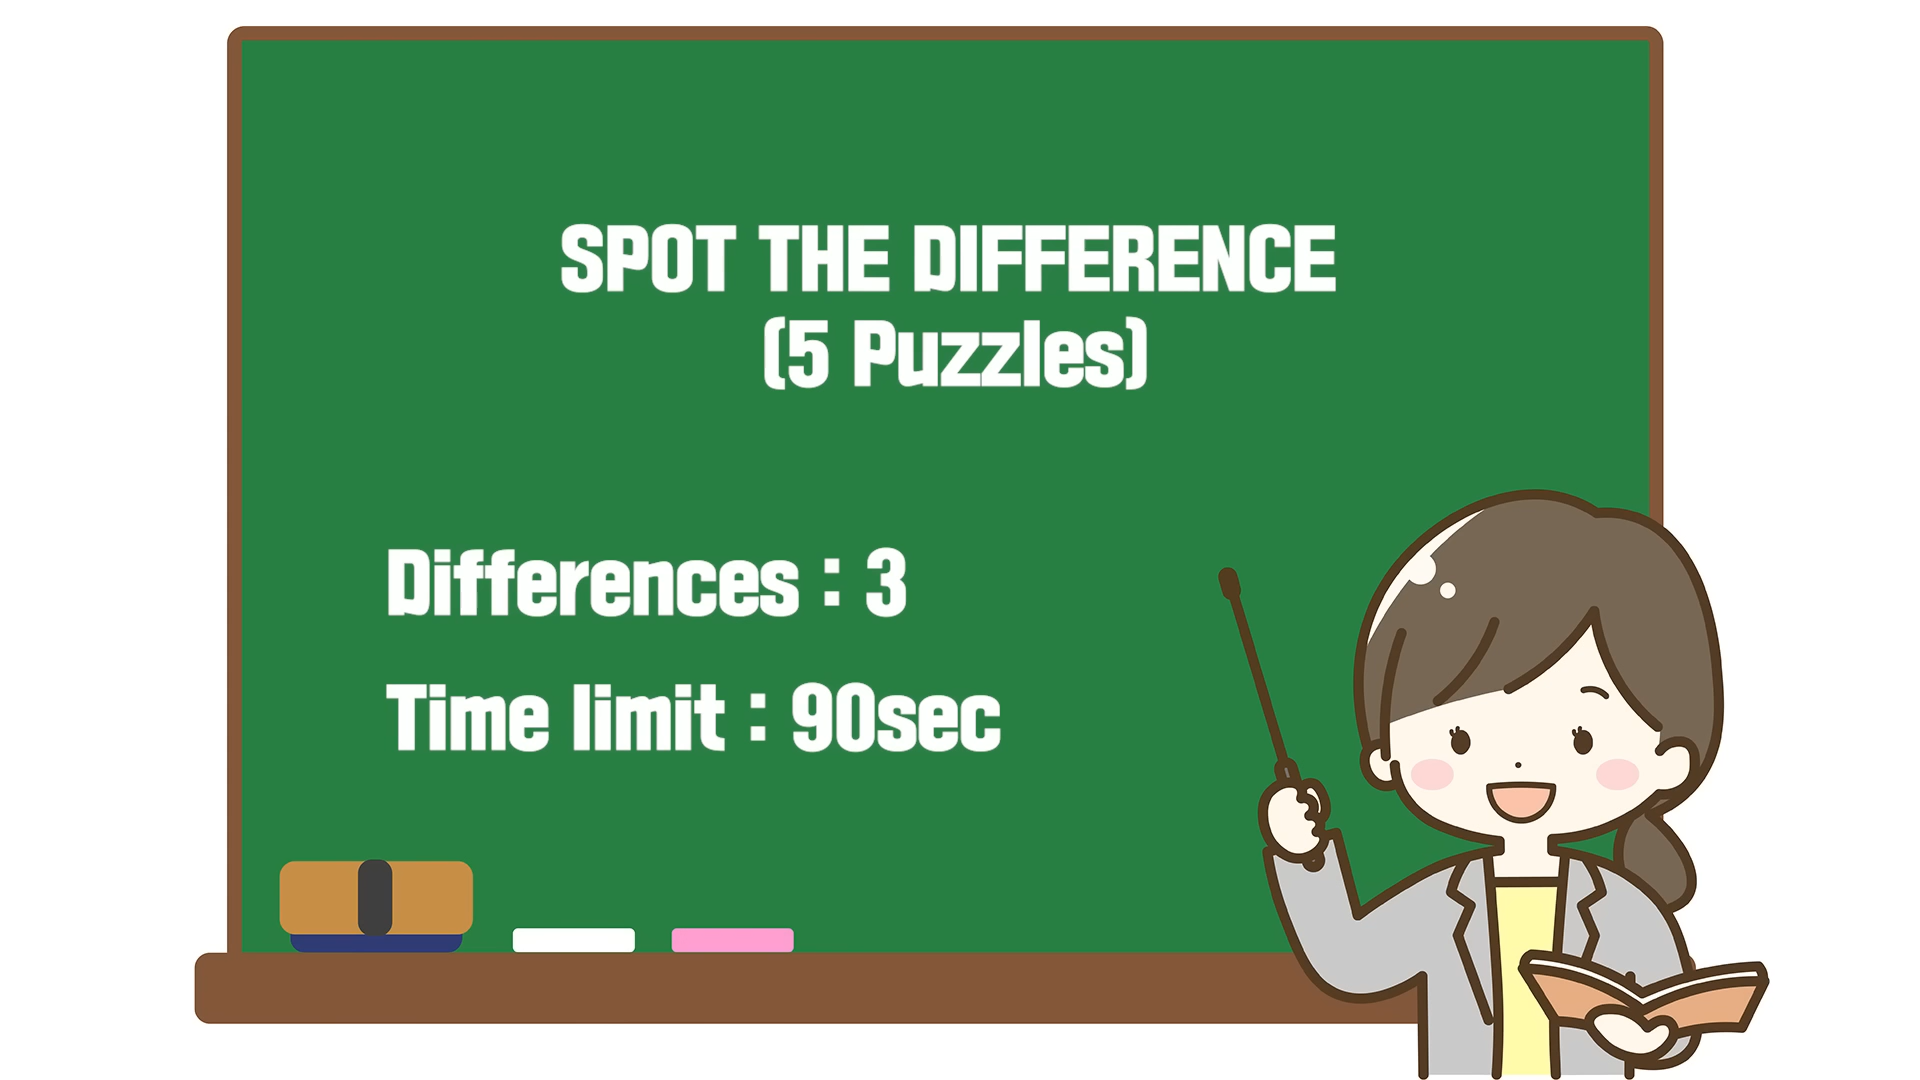 SPOT THE DIFFERENCE
(5 Puzzles)
Differences : 3
Time limit : 90sec